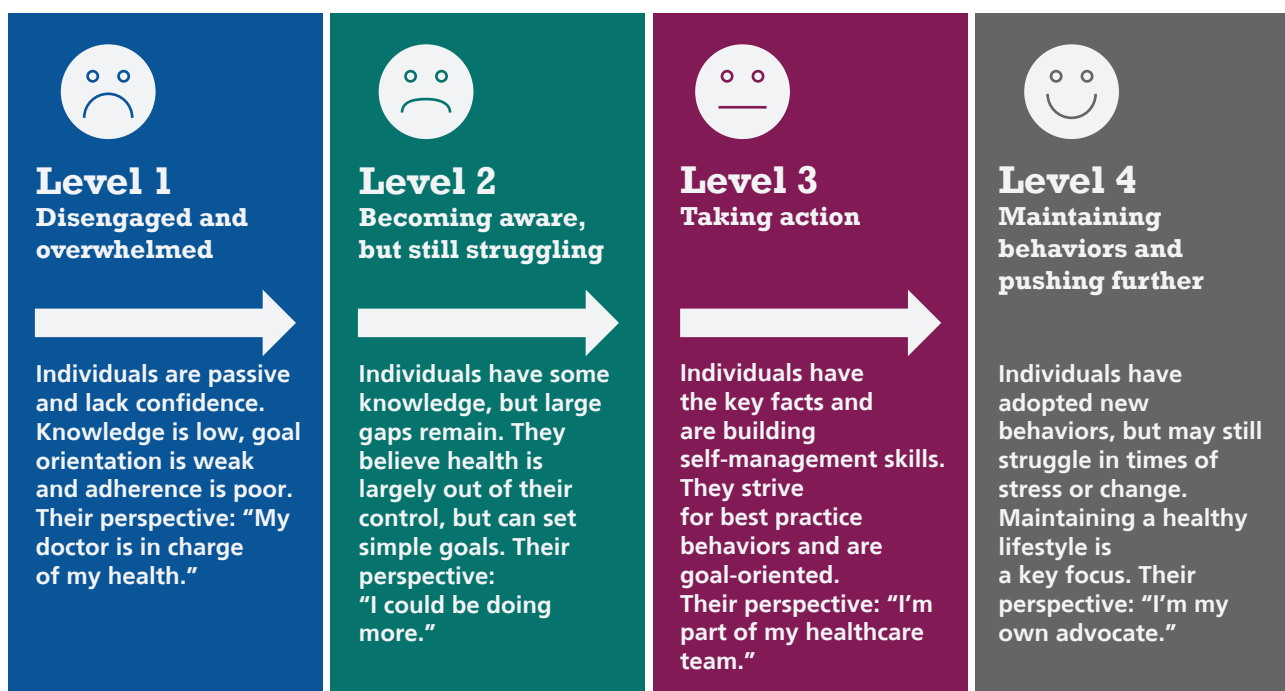 Level 1
Disengaged and
overwhelmed
Individuals are passive
and lack confidence.
Knowledge is low, goal
orientation is weak
and adherence is poor.
Their perspective: “My
doctor is in charge
of my health.”
Level 2
Becoming aware,
but still struggling
Individuals have some
knowledge, but large
gaps remain. They
believe health is
largely out of their
control, but can set
simple goals. Their
perspective:
“I could be doing
more.”
Level 3
Taking action
Individuals have
the key facts and
are building
self-management skills.
They strive
for best practice
behaviors and are
goal-oriented.
Their perspective: “I’m
part of my healthcare
team.”
Level 4
Maintaining
behaviors and
pushing further
Individuals have
adopted new
behaviors, but may still
struggle in times of
stress or change.
Maintaining a healthy
lifestyle is
a key focus. Their
perspective: “I’m my
own advocate.”